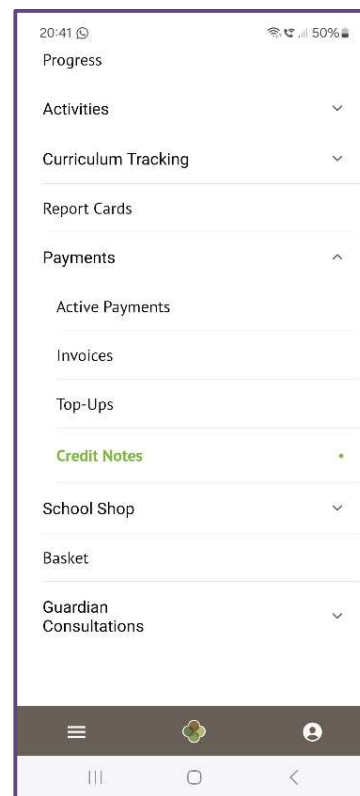 20:41 50%
Progress
Activities
Curriculum Tracking
Report Cards
Payments
Active Payments
Invoices
Top-Ups
Credit Notes
School Shop
Basket
Guardian
Consultations